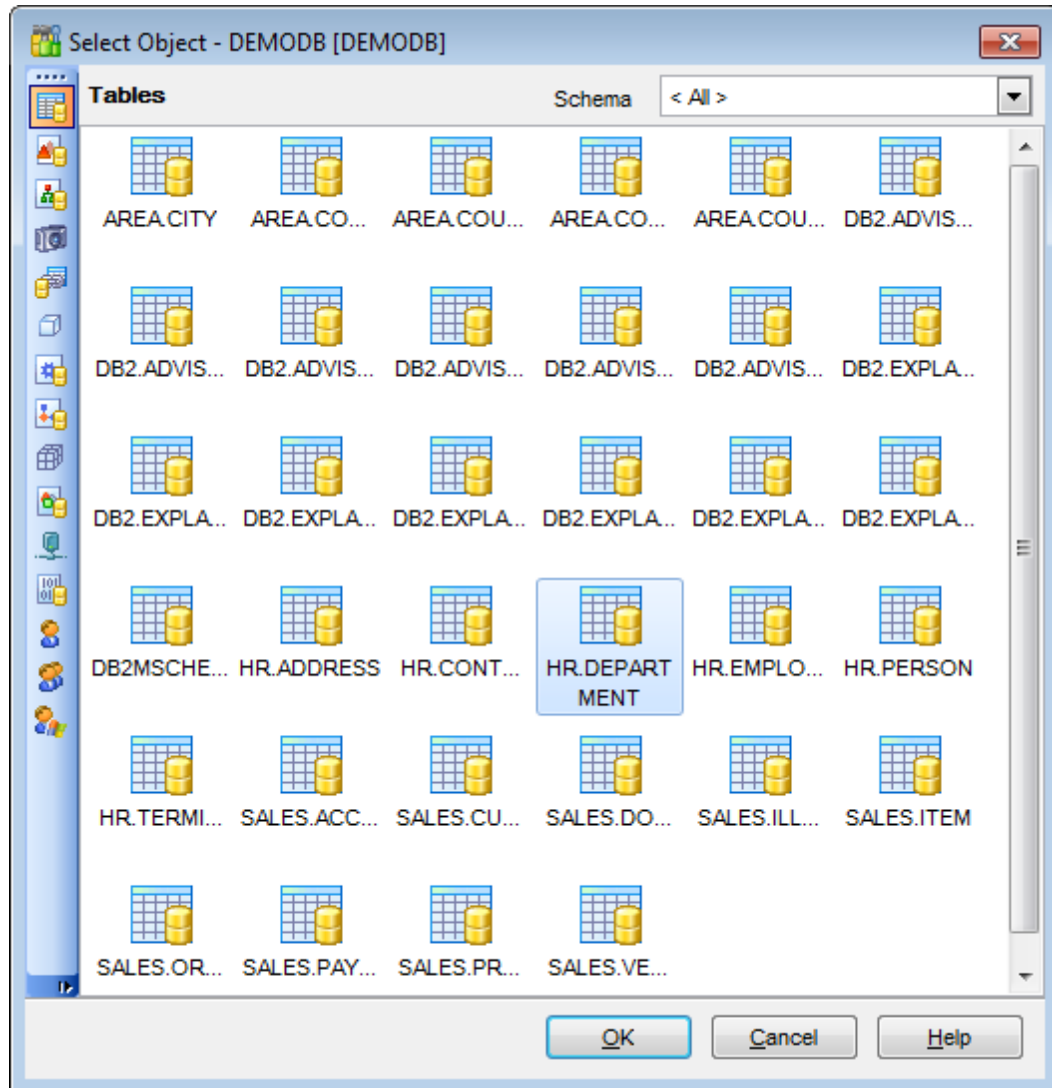 Select Object - DEMODB [DEMODB]
Tables Schema < All >
AREA.CITY AREA.CO... AREA.COU... AREA.CO... AREA.COU... DB2.ADVIS...
DB2.ADVIS... DB2.ADVIS... DB2.ADVIS... DB2.ADVIS... DB2.ADVIS... DB2.EXPLA...
DB2.EXPLA... DB2.EXPLA... DB2.EXPLA... DB2.EXPLA... DB2.EXPLA... DB2.EXPLA...
DB2MSCHE... HR.ADDRESS HR.CONT... HR.DEPART HR.EMPLO... HR.PERSON
MENT
HR.TERMI... SALES.ACC... SALES.CU... SALES.DO... SALES.ILL... SALES.ITEM
SALES.OR... SALES.PAY... SALES.PR... SALES.VE...
OK Cancel Help